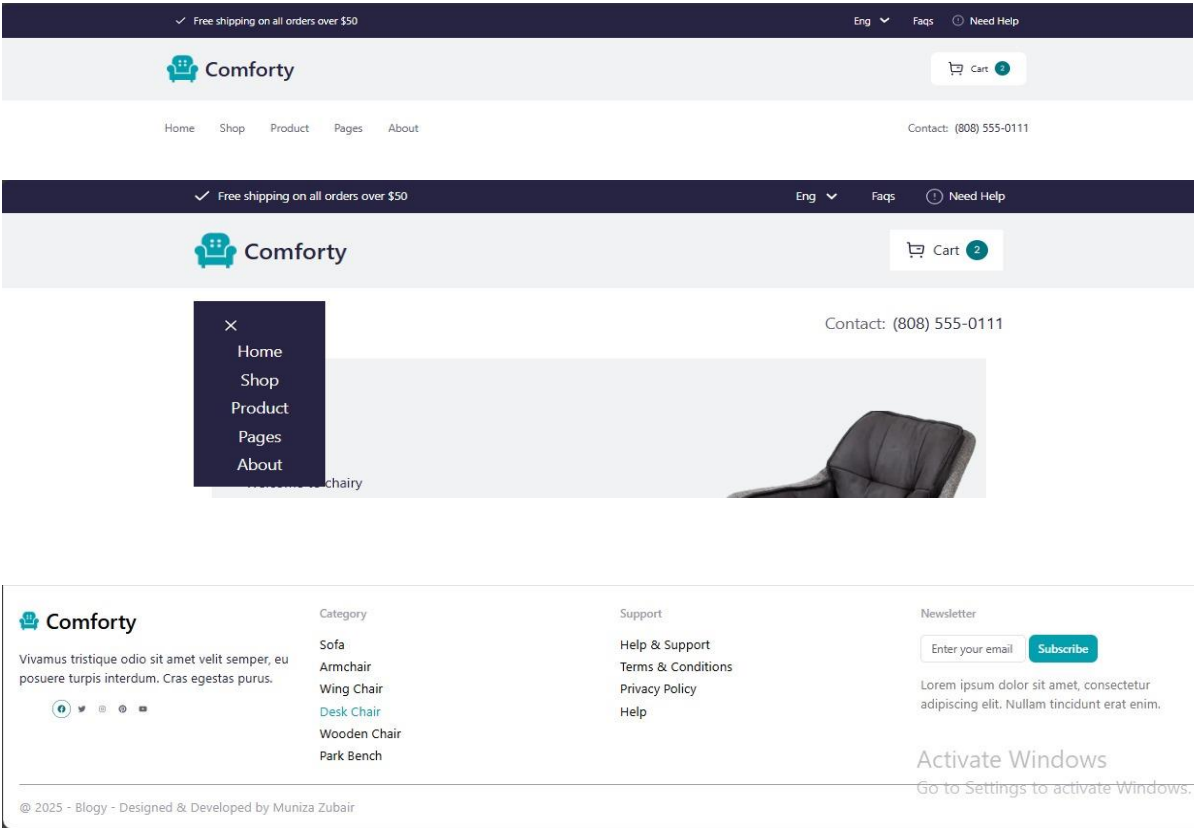 Free shipping on all orders over $50 Eng Faqs Need Help
Comforty Cart 2
Home Shop Product Pages About Contact: (808) 555-0111
Free shipping on all orders over $50 Eng Faqs Need Help
Comforty Cart 2
Contact: (808) 555-0111
Home
Shop
Product
Pages
About
Welcome to chairy
Comforty
Vivamus tristique odio sit amet velit semper, eu
posuere turpis interdum. Cras egestas purus.
Category
Sofa
Armchair
Wing Chair
Desk Chair
Wooden Chair
Park Bench
Support
Help & Support
Terms & Conditions
Privacy Policy
Help
Newsletter
Enter your email Subscribe
Lorem ipsum dolor sit amet, consectetur
adipiscing elit. Nullam tincidunt erat enim.
Activate Windows
Go to Settings to activate Windows.
@ 2025 - Blogy - Designed & Developed by Muniza Zubair